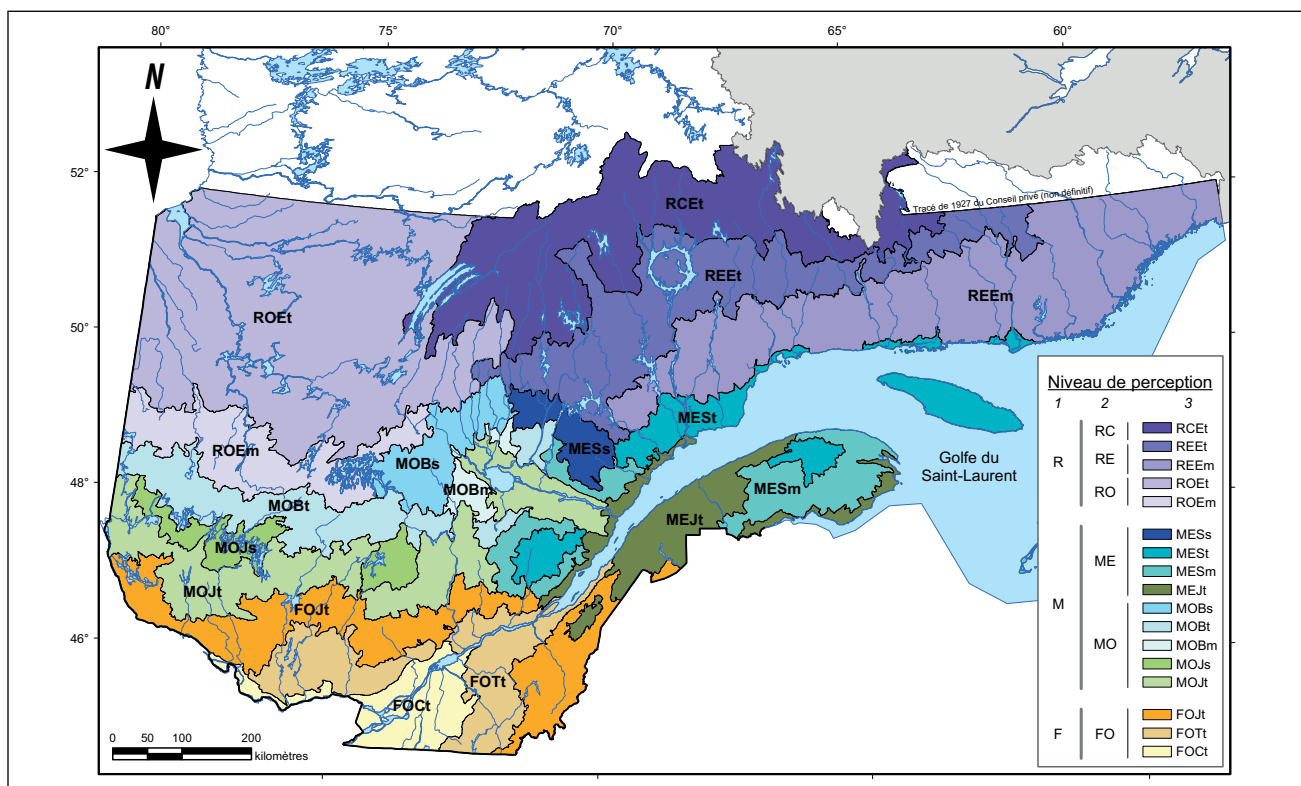 80° 75° 70° 65° 60°
N
52°
50°
48°
46°
RCEt
Tracé de 1927 du Conseil privé (non définitif)
REEt
REEm
ROEt
MESt
ROEm
MOBs
MESs
MOBm
MOBt
MESm
MEJt
MOJs
MOJt
FOJt
FOTt
FOCt
Golfe du
Saint-Laurent
0 50 100 200
kilomètres
Niveau de perception
1 2 3
R
RC
RCEt
RE
REEt
REEm
RO
ROEt
ROEm
M
ME
MESs
MESt
MESm
MEJt
MO
MOBs
MOBt
MOBm
MOJs
MOJt
F
FO
FOJt
FOTt
FOCt